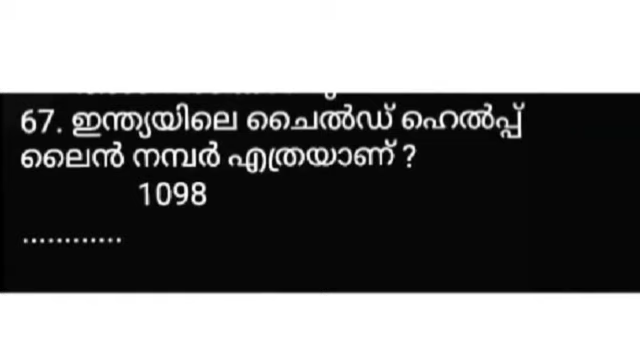 67. ഇന്ത്യയിലെ ചൈൽഡ് ഹെൽപ്പ്
ലൈൻ നമ്പർ എത്രയാണ് ?
1098
............